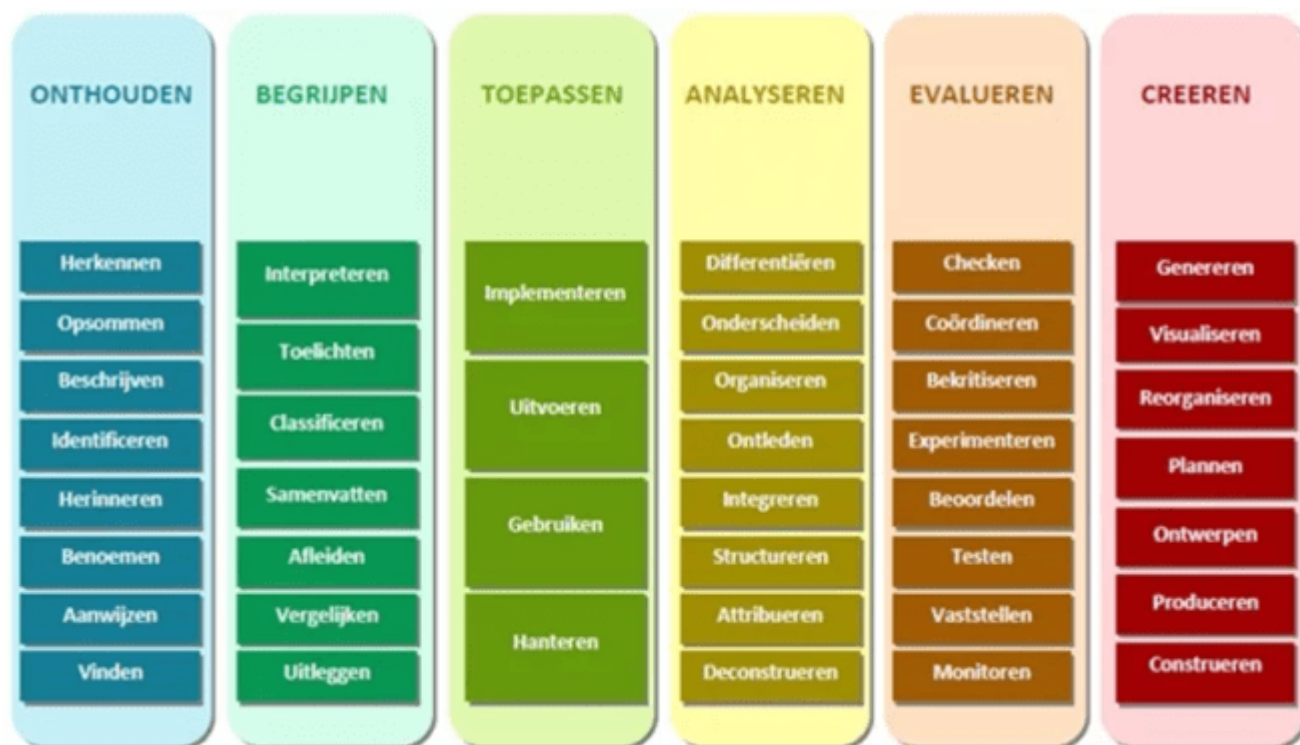 ONTHOUDEN
Herkennen
Opsommen
Beschrijven
Identificeren
Herinneren
Benoemen
Aanwijzen
Vinden
BEGRIJPEN
Interpreteren
Toelichten
Classificeren
Samenvatten
Afleiden
Vergelijken
Uitleggen
TOEPASSEN
Implementeren
Uitvoeren
Gebruiken
Hanteren
ANALYSEREN
Differentiëren
Onderscheiden
Organiseren
Ontleden
Integreren
Structureren
Attribueren
Deconstrueren
EVALUEREN
Checken
Coördineren
Bekritiseren
Experimenteren
Beoordelen
Testen
Vaststellen
Monitoren
CREEREN
Genereren
Visualiseren
Reorganiseren
Plannen
Ontwerpen
Produceren
Construeren